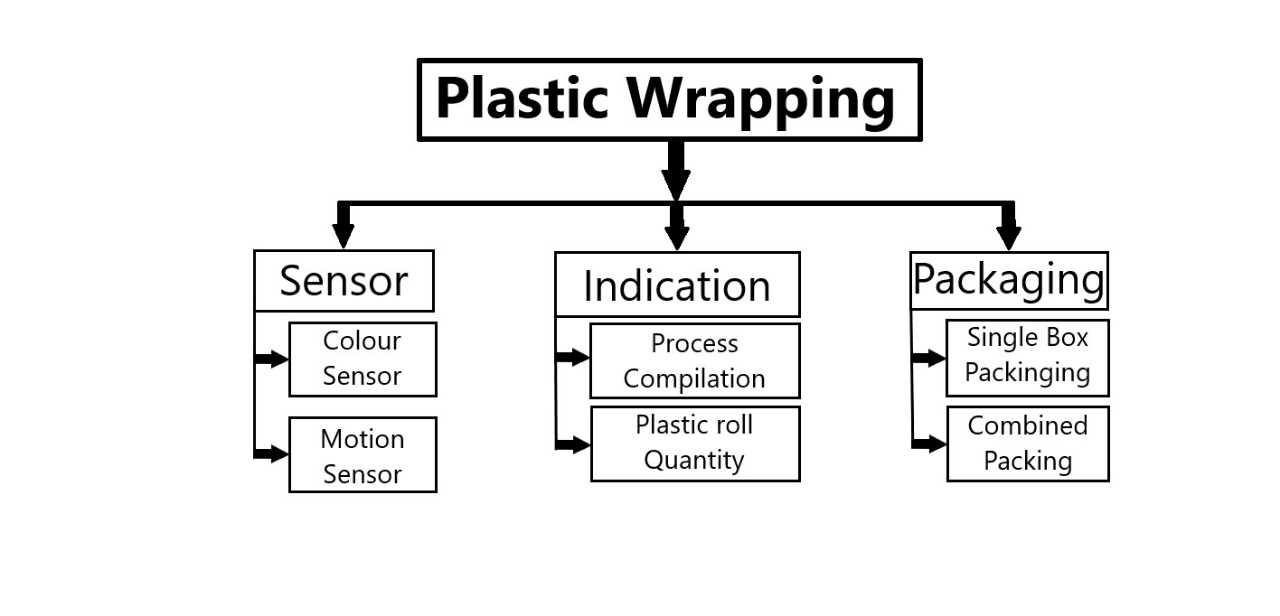 Plastic Wrapping
Sensor
Colour
Sensor
Motion
Sensor
Indication
Process
Compilation
Plastic roll
Quantity
Packaging
Single Box
Packinging
Combined
Packing